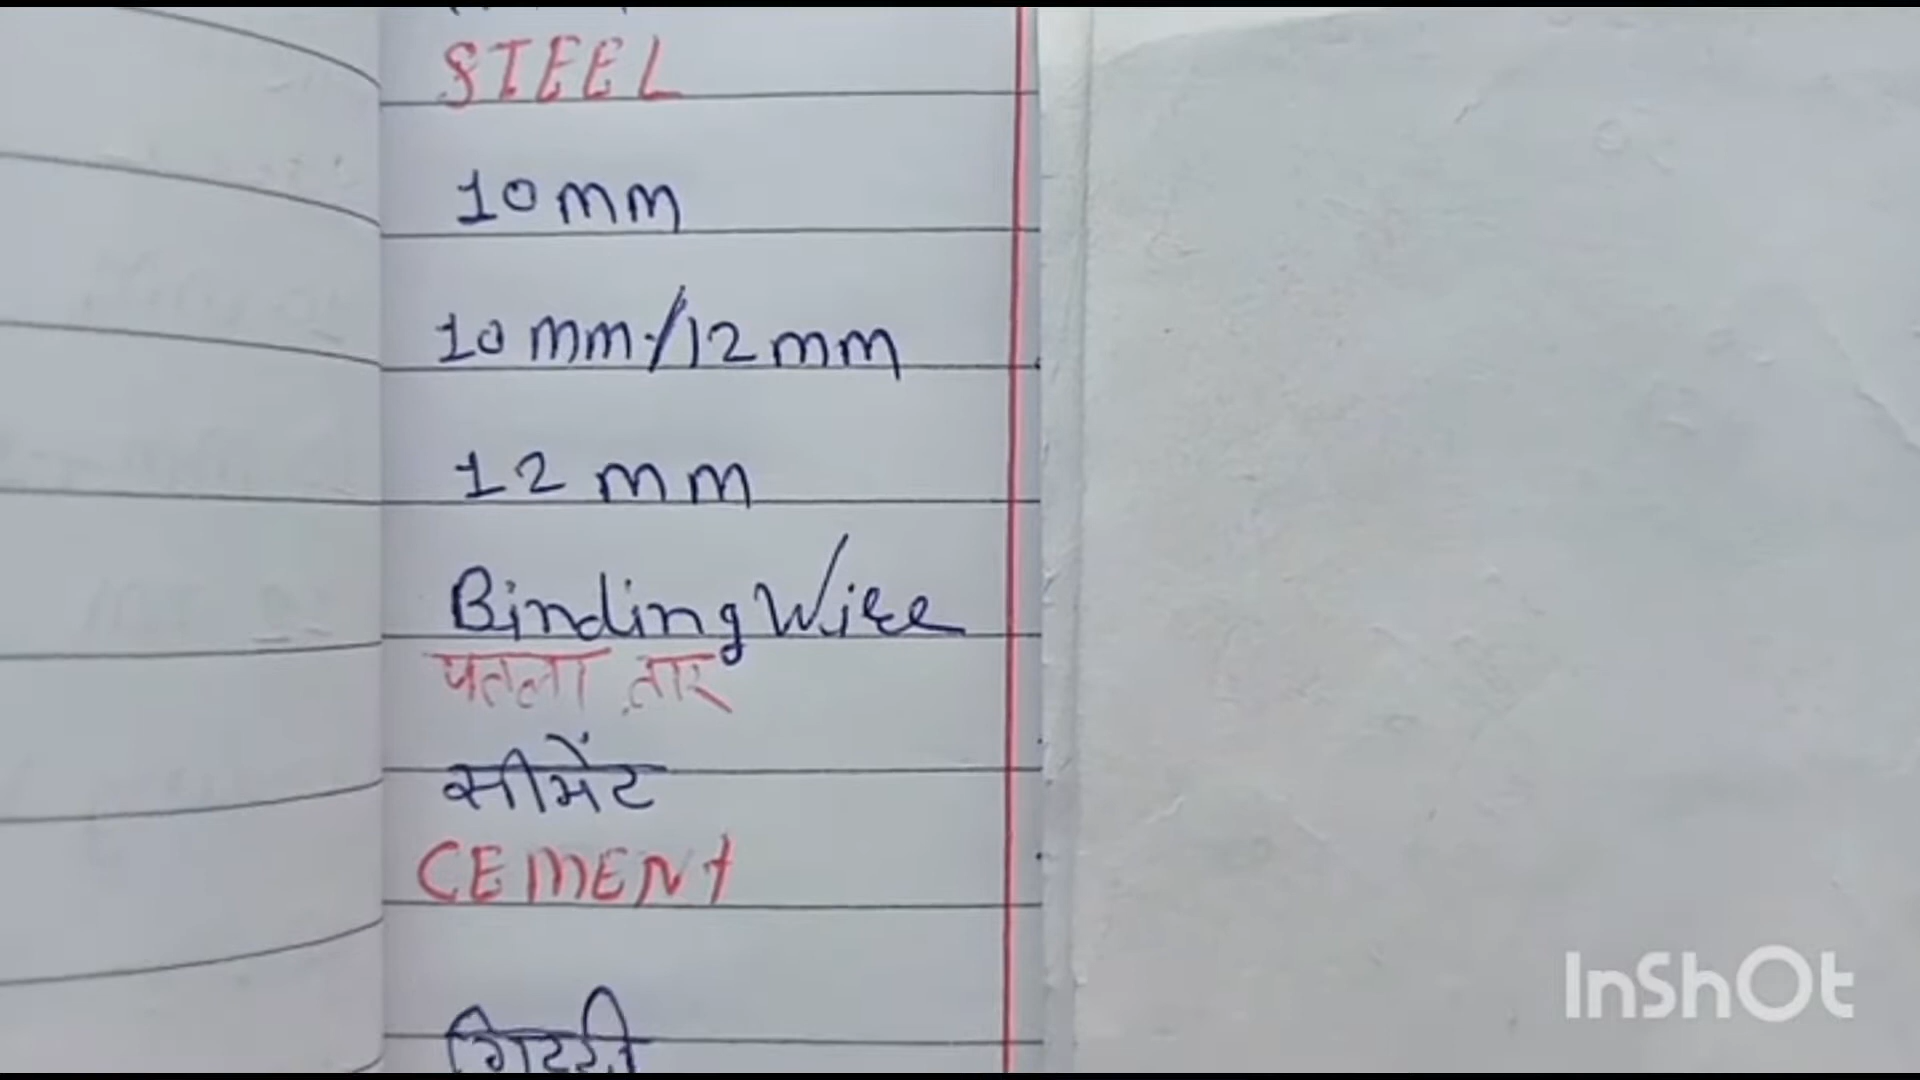 STEEL
10mm
10mm/12mm
12mm
Binding Wire
पतला तार
सीमेंट
CEMENT
गिट्टी
InShOt